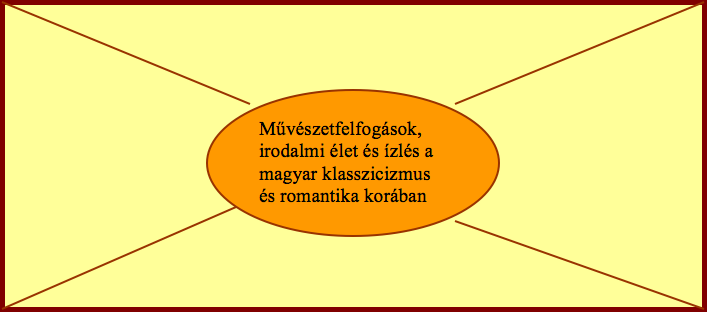 Művészetfelfogások,
irodalmi élet és ízlés a
magyar klasszicizmus
és romantika korában